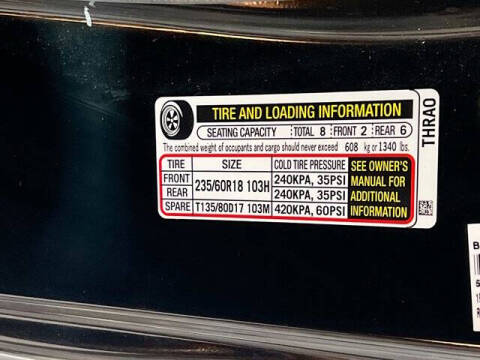 TIRE AND LOADING INFORMATION
SEATING CAPACITY TOTAL 8 FRONT 2 REAR 6
The combined weight of occupants and cargo should never exceed 608 kg or 1340 lbs.
TIRE SIZE COLD TIRE PRESSURE SEE OWNER'S
FRONT 235/60R18 103H 240KPA, 35PSI MANUAL FOR
REAR 240KPA, 35PSI ADDITIONAL
SPARE T135/80D17 103M 420KPA, 60PSI INFORMATION
THRA0